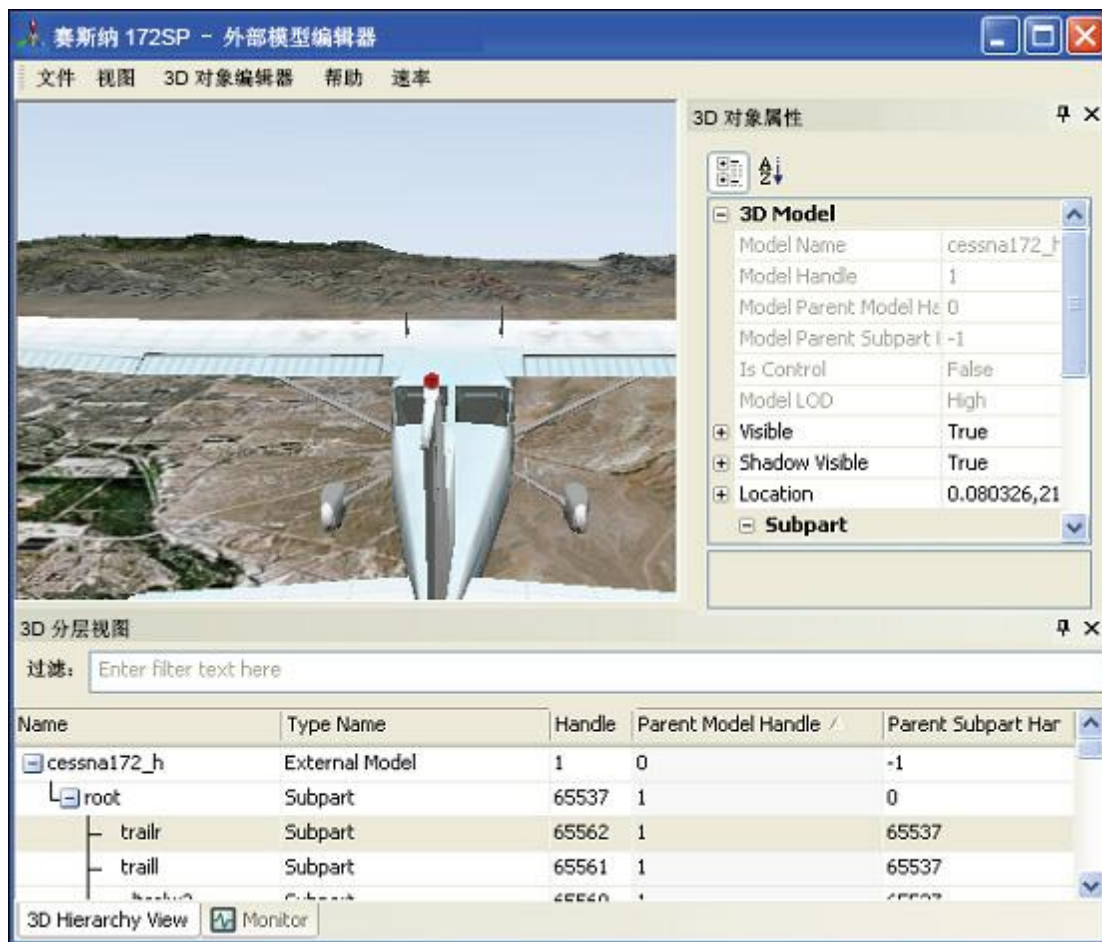 赛斯纳 172SP - 外部模型编辑器
文件 视图 3D 对象编辑器 帮助 速率
3D 对象属性
3D Model
Model Name cessna172_h
Model Handle 1
Model Parent Model Ha 0
Model Parent Subpart -1
Is Control False
Model LOD High
Visible True
Shadow Visible True
Location 0.080326,21
Subpart
3D 分层视图
过滤: Enter filter text here
Name Type Name Handle Parent Model Handle Parent Subpart Har
cessna172_h External Model 1 0 -1
root Subpart 65537 1 0
trailr Subpart 65562 1 65537
traill Subpart 65561 1 65537
3D Hierarchy View Monitor